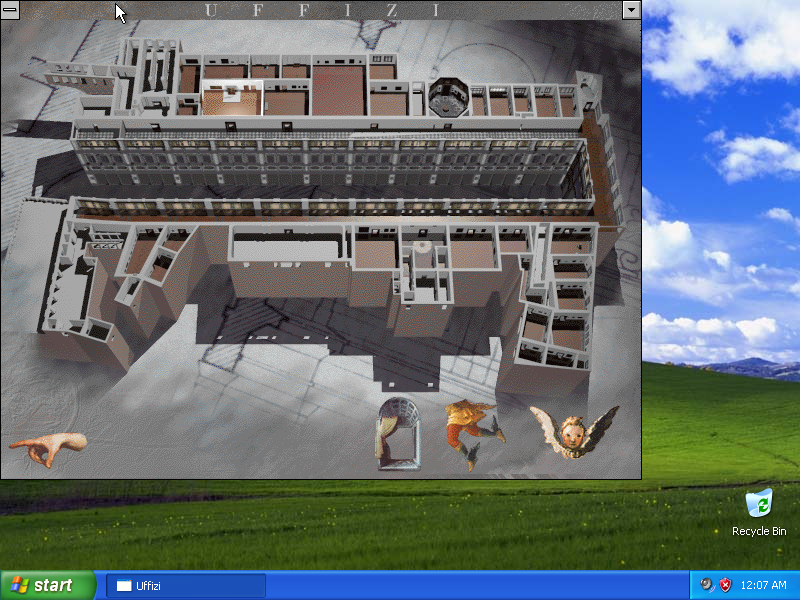 U F F I Z I
Recycle Bin
start
Uffizi
12:07 AM